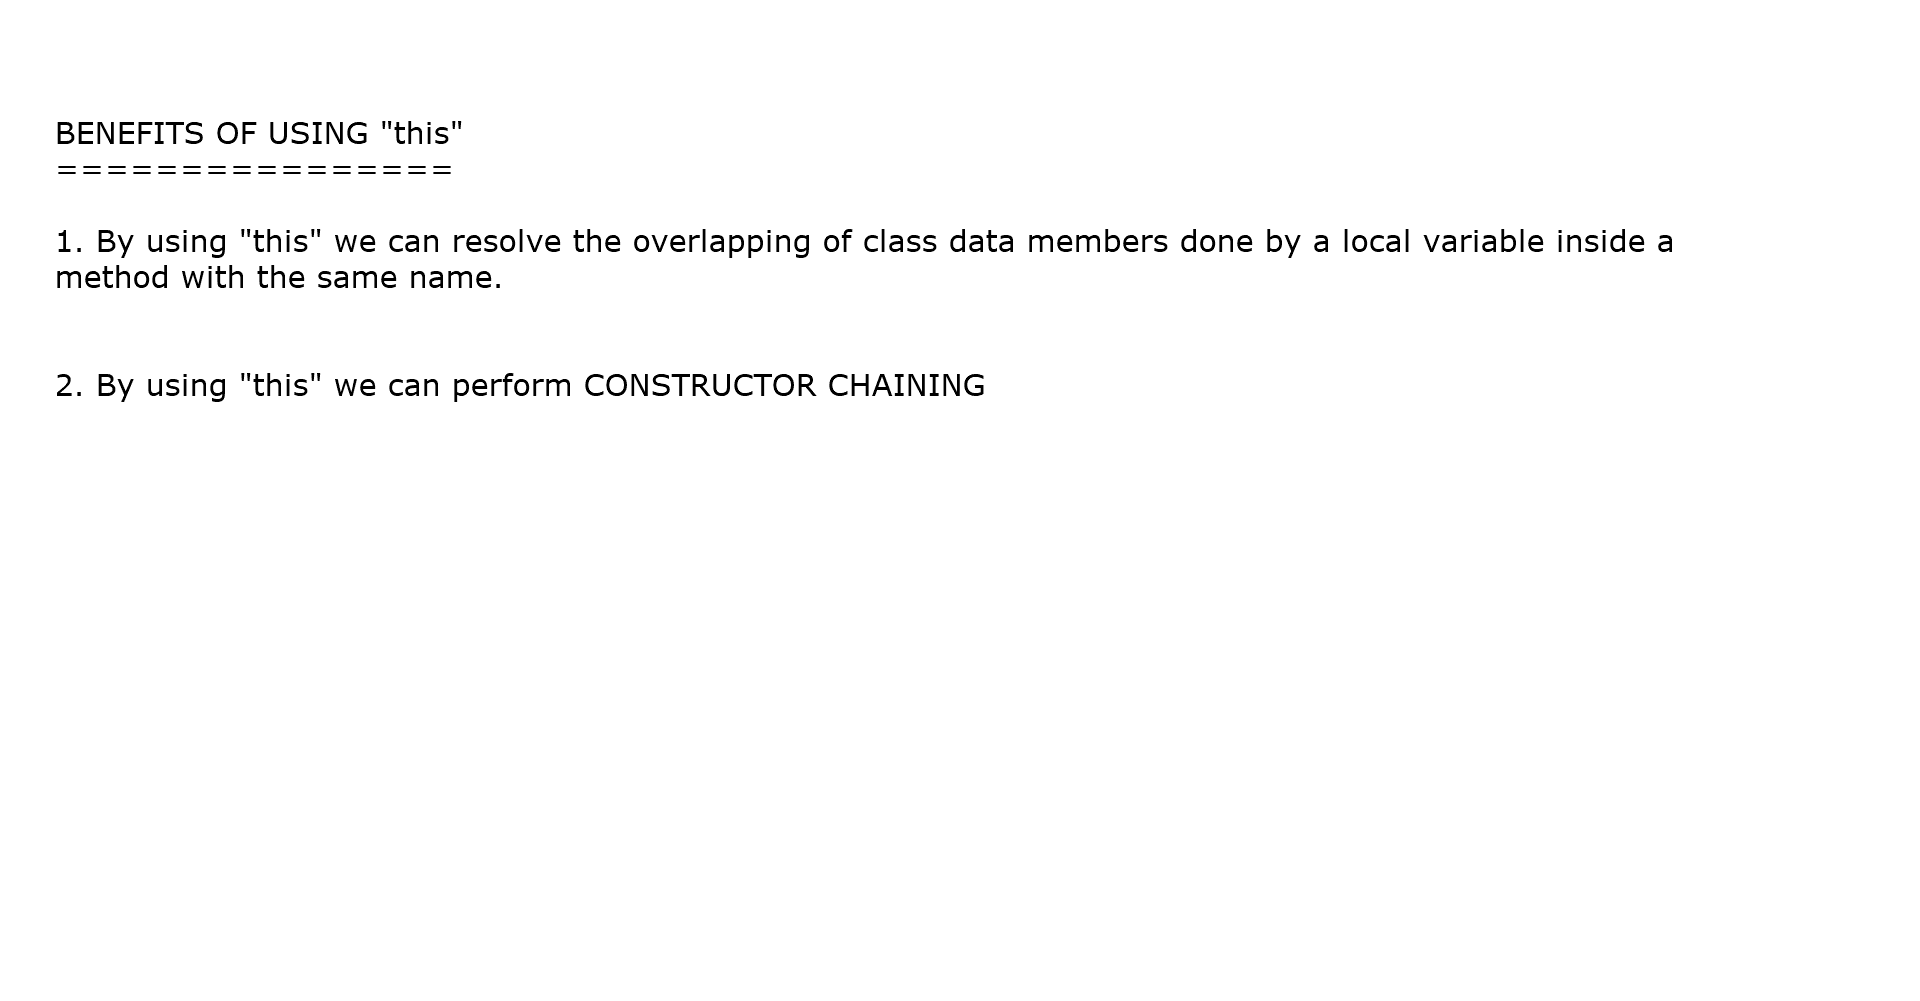 BENEFITS OF USING "this"
================
1. By using "this" we can resolve the overlapping of class data members done by a local variable inside a
method with the same name.
2. By using "this" we can perform CONSTRUCTOR CHAINING